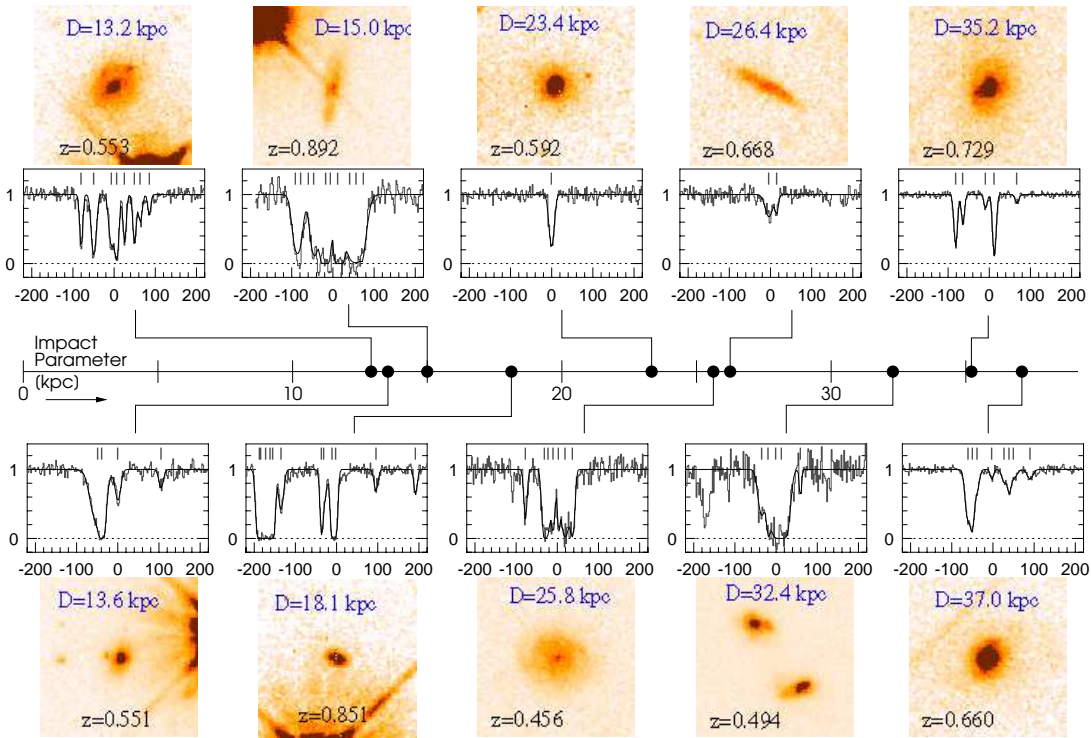 D=13.2 kpc
D=15.0 kpc
D=23.4 kpc
D=26.4 kpc
D=35.2 kpc
z=0.553
z=0.892
z=0.592
z=0.668
z=0.729
1
1
1
1
1
0
0
0
0
0
-200 -100 0 100 200
-200 -100 0 100 200
-200 -100 0 100 200
-200 -100 0 100 200
-200 -100 0 100 200
Impact
Parameter
(kpc)
0
10
20
30
1
1
1
1
1
0
0
0
0
0
-200 -100 0 100 200
-200 -100 0 100 200
-200 -100 0 100 200
-200 -100 0 100 200
-200 -100 0 100 200
D=13.6 kpc
D=18.1 kpc
D=25.8 kpc
D=32.4 kpc
D=37.0 kpc
z=0.551
z=0.851
z=0.456
z=0.494
z=0.660